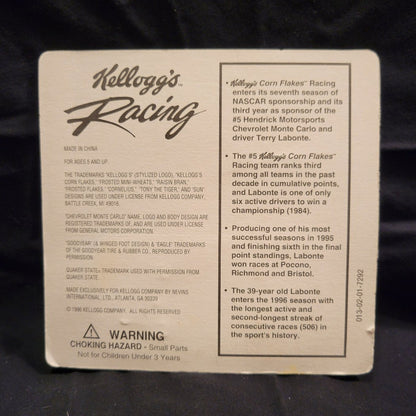 Kellogg's™
Racing
MADE IN CHINA
FOR AGES 5 AND UP.
THE TRADEMARKS 'KELLOGG'S' (STYLIZED LOGO), 'KELLOGG'S
CORN FLAKES,' 'FROSTED MINI-WHEATS,' 'RAISIN BRAN,'
'FROSTED FLAKES,' 'CORNELIUS,' 'TONY THE TIGER,' AND 'SUN'
DESIGNS ARE USED UNDER LICENSE FROM KELLOGG COMPANY,
BATTLE CREEK, MI 49016.
'CHEVROLET MONTE CARLO' NAME, LOGO AND BODY DESIGN ARE
REGISTERED TRADEMARKS OF, AND ARE USED UNDER LICENSE
FROM GENERAL MOTORS CORPORATION.
'GOODYEAR' (& WINGED FOOT DESIGN) & 'EAGLE' TRADEMARKS
OF THE GOODYEAR TIRE & RUBBER CO., REPRODUCED BY
PERMISSION
QUAKER STATE® TRADEMARK USED WITH PERMISSION FROM
QUAKER STATE.
MADE EXCLUSIVELY FOR KELLOGG COMPANY BY NEVINS
INTERNATIONAL, LTD., ATLANTA, GA 30339
© 1996 KELLOGG COMPANY. ALL RIGHTS RESERVED
WARNING
CHOKING HAZARD - Small Parts
Not for Children Under 3 Years
• Kellogg's Corn Flakes® Racing
enters its seventh season of
NASCAR sponsorship and its
third year as sponsor of the
#5 Hendrick Motorsports
Chevrolet Monte Carlo and
driver Terry Labonte.
• The #5 Kellogg's Corn Flakes®
Racing team ranks third
among all teams in the past
decade in cumulative points,
and Labonte is one of only
six active drivers to win a
championship (1984).
• Producing one of his most
successful seasons in 1995
and finishing sixth in the final
point standings, Labonte
won races at Pocono,
Richmond and Bristol.
• The 39-year old Labonte
enters the 1996 season with
the longest active and
second-longest streak of
consecutive races (506) in
the sport's history.
013-02-01-7292